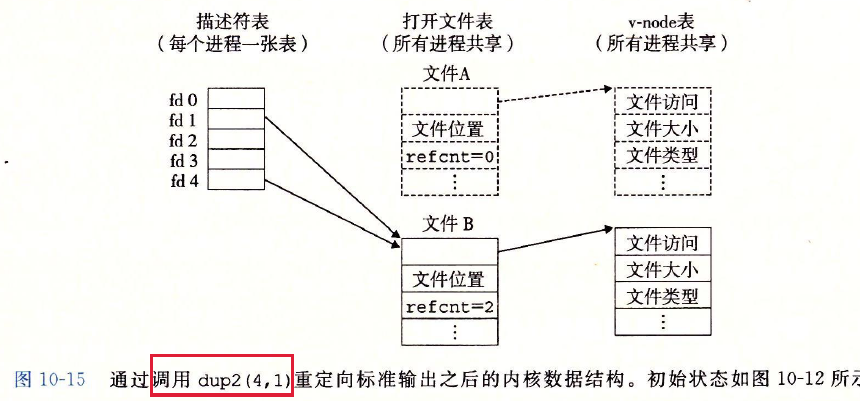 描述符表 打开文件表 v-node表
（每个进程一张表） （所有进程共享） （所有进程共享）
文件A
fd 0
fd 1
fd 2
fd 3
fd 4
文件位置
refcnt=0
⋮
文件访问
文件大小
文件类型
⋮
文件 B
文件位置
refcnt=2
⋮
文件访问
文件大小
文件类型
⋮
图 10-15 通过调用 dup2(4,1)重定向标准输出之后的内核数据结构。初始状态如图 10-12 所